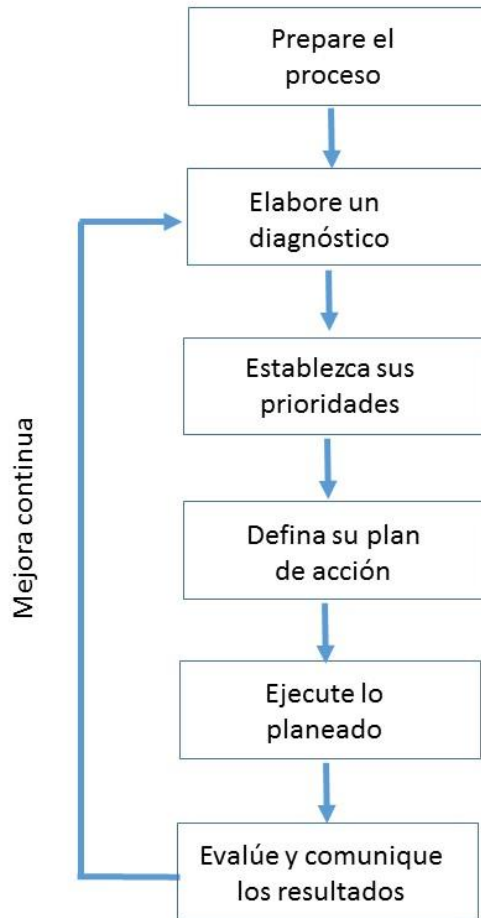 Prepare el
proceso
Elabore un
diagnóstico
Establezca sus
prioridades
Defina su plan
de acción
Ejecute lo
planeado
Evalúe y comunique
los resultados
Mejora continua